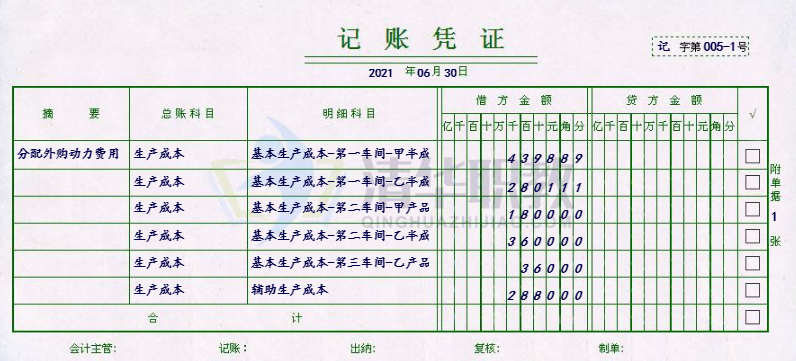 记账凭证
记 字第 005-1 号
2021 年 06 月 30 日
摘要 总账科目 明细科目 借方金额 贷方金额 √
亿千百十万千百十元角分 亿千百十万千百十元角分
分配外购动力费用 生产成本 基本生产成本-第一车间-甲半成 439889
生产成本 基本生产成本-第一车间-乙半成 280111
生产成本 基本生产成本-第二车间-甲产品 180000
生产成本 基本生产成本-第二车间-乙半成 360000
生产成本 基本生产成本-第三车间-乙产品 36000
生产成本 辅助生产成本 288000
合计
附单据 1 张
会计主管: 记账: 出纳: 复核: 制单:
清华职教
QINGHUAZHIJIAO.COM